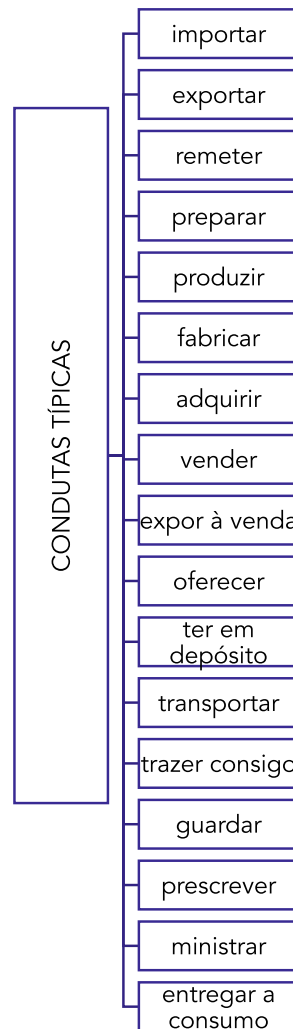 CONDUTAS TÍPICAS
importar
exportar
remeter
preparar
produzir
fabricar
adquirir
vender
expor à venda
oferecer
ter em
depósito
transportar
trazer consigo
guardar
prescrever
ministrar
entregar a
consumo